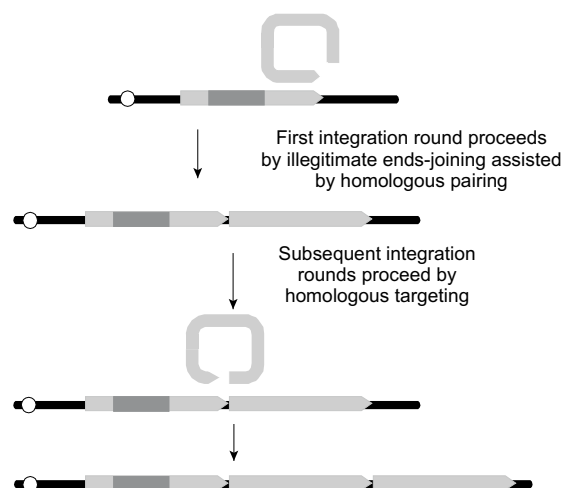 First integration round proceeds
by illegitimate ends-joining assisted
by homologous pairing
Subsequent integration
rounds proceed by
homologous targeting